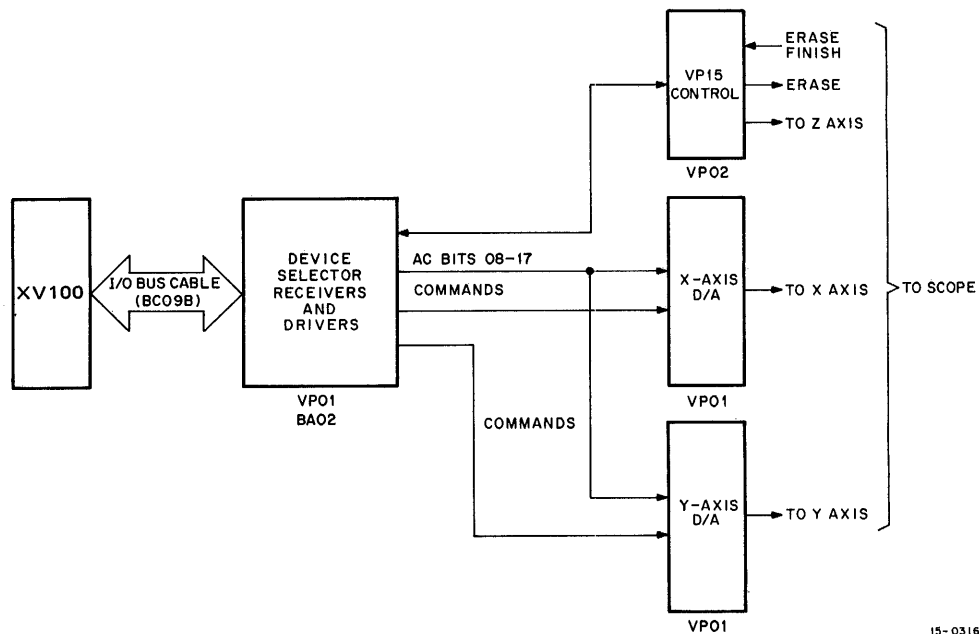 ERASE
FINISH
VP15
CONTROL
ERASE
TO Z AXIS
VP02
XV100
I/O BUS CABLE
(BC09B)
DEVICE
SELECTOR
RECEIVERS
AND
DRIVERS
VP01
BA02
AC BITS 08-17
COMMANDS
X-AXIS
D/A
TO X AXIS
TO SCOPE
VP01
COMMANDS
Y-AXIS
D/A
TO Y AXIS
VP01
15-0316